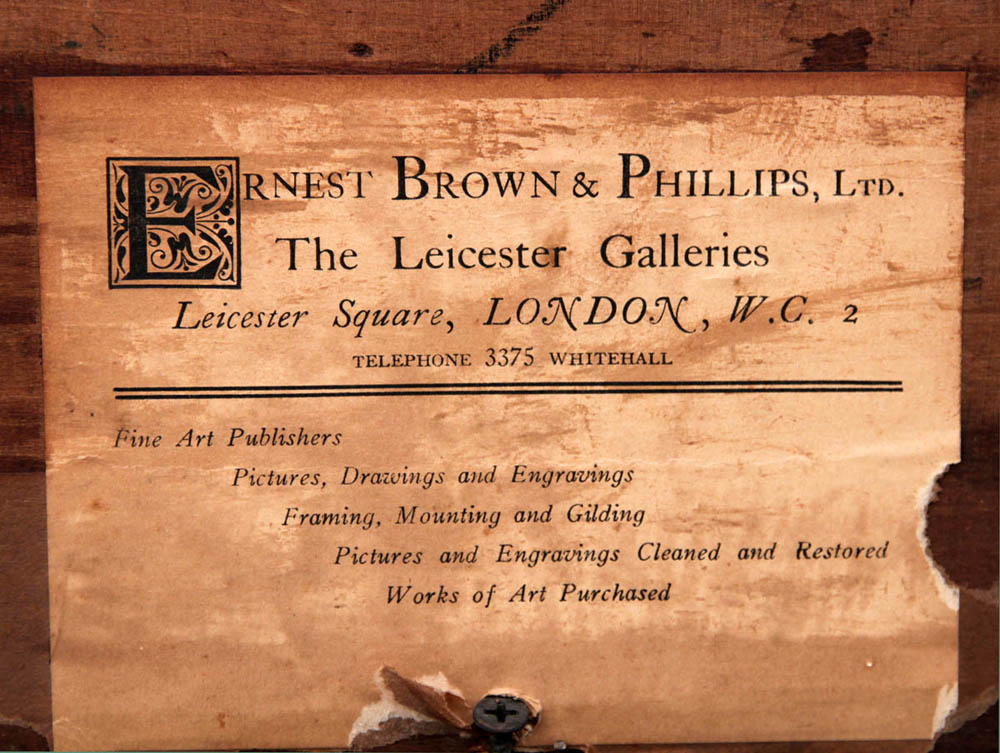 ERNEST BROWN & PHILLIPS, LTD.
The Leicester Galleries
Leicester Square, LONDON, W.C. 2
TELEPHONE 3375 WHITEHALL
Fine Art Publishers
Pictures, Drawings and Engravings
Framing, Mounting and Gilding
Pictures and Engravings Cleaned and Restored
Works of Art Purchased